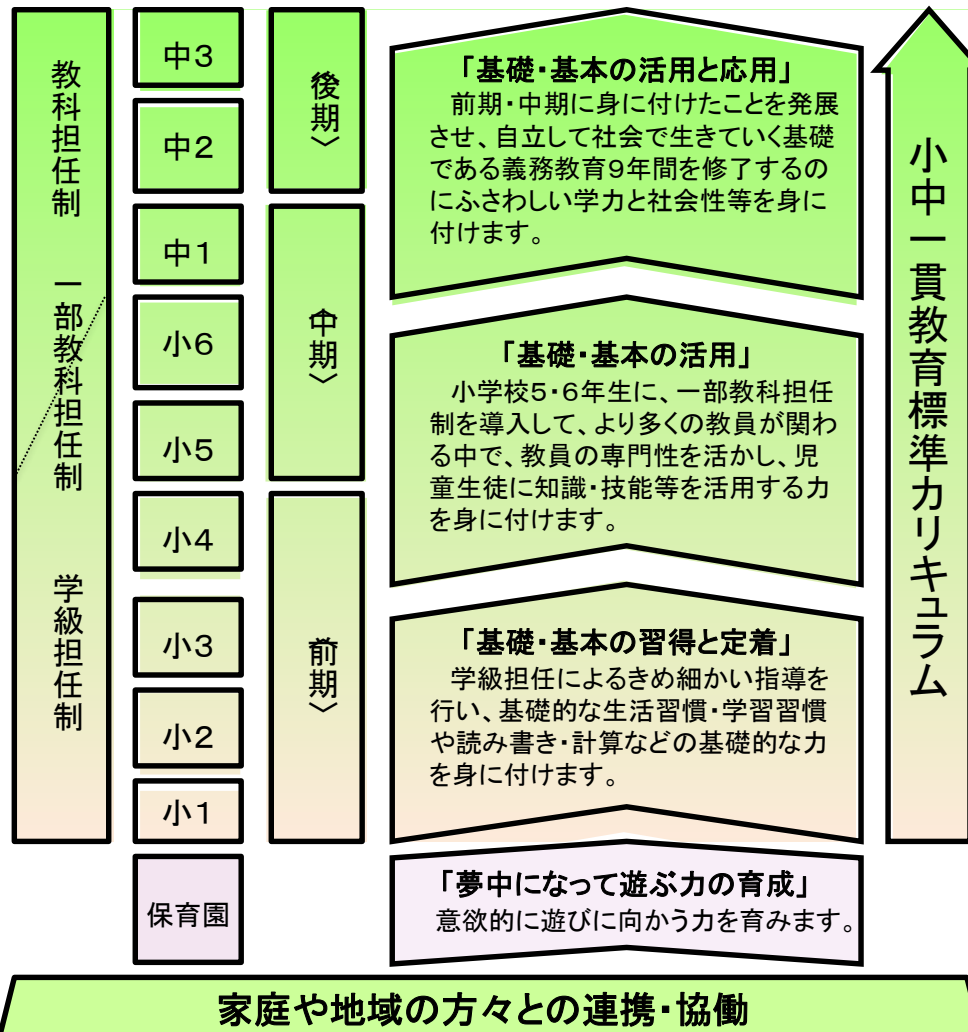 教科担任制
一部教科担任制
学級担任制
中3
中2
中1
小6
小5
小4
小3
小2
小1
保育園
後期〉
中期〉
前期〉
「基礎・基本の活用と応用」
前期・中期に身に付けたことを発展
させ、自立して社会で生きていく基礎
である義務教育9年間を修了するの
にふさわしい学力と社会性等を身に
付けます。
「基礎・基本の活用」
小学校5・6年生に、一部教科担任
制を導入して、より多くの教員が関わ
る中で、教員の専門性を活かし、児
童生徒に知識・技能等を活用する力
を身に付けます。
「基礎・基本の習得と定着」
学級担任によるきめ細かい指導を
行い、基礎的な生活習慣・学習習慣
や読み書き・計算などの基礎的な力
を身に付けます。
「夢中になって遊ぶ力の育成」
意欲的に遊びに向かう力を育みます。
小中一貫教育標準カリキュラム
家庭や地域の方々との連携・協働